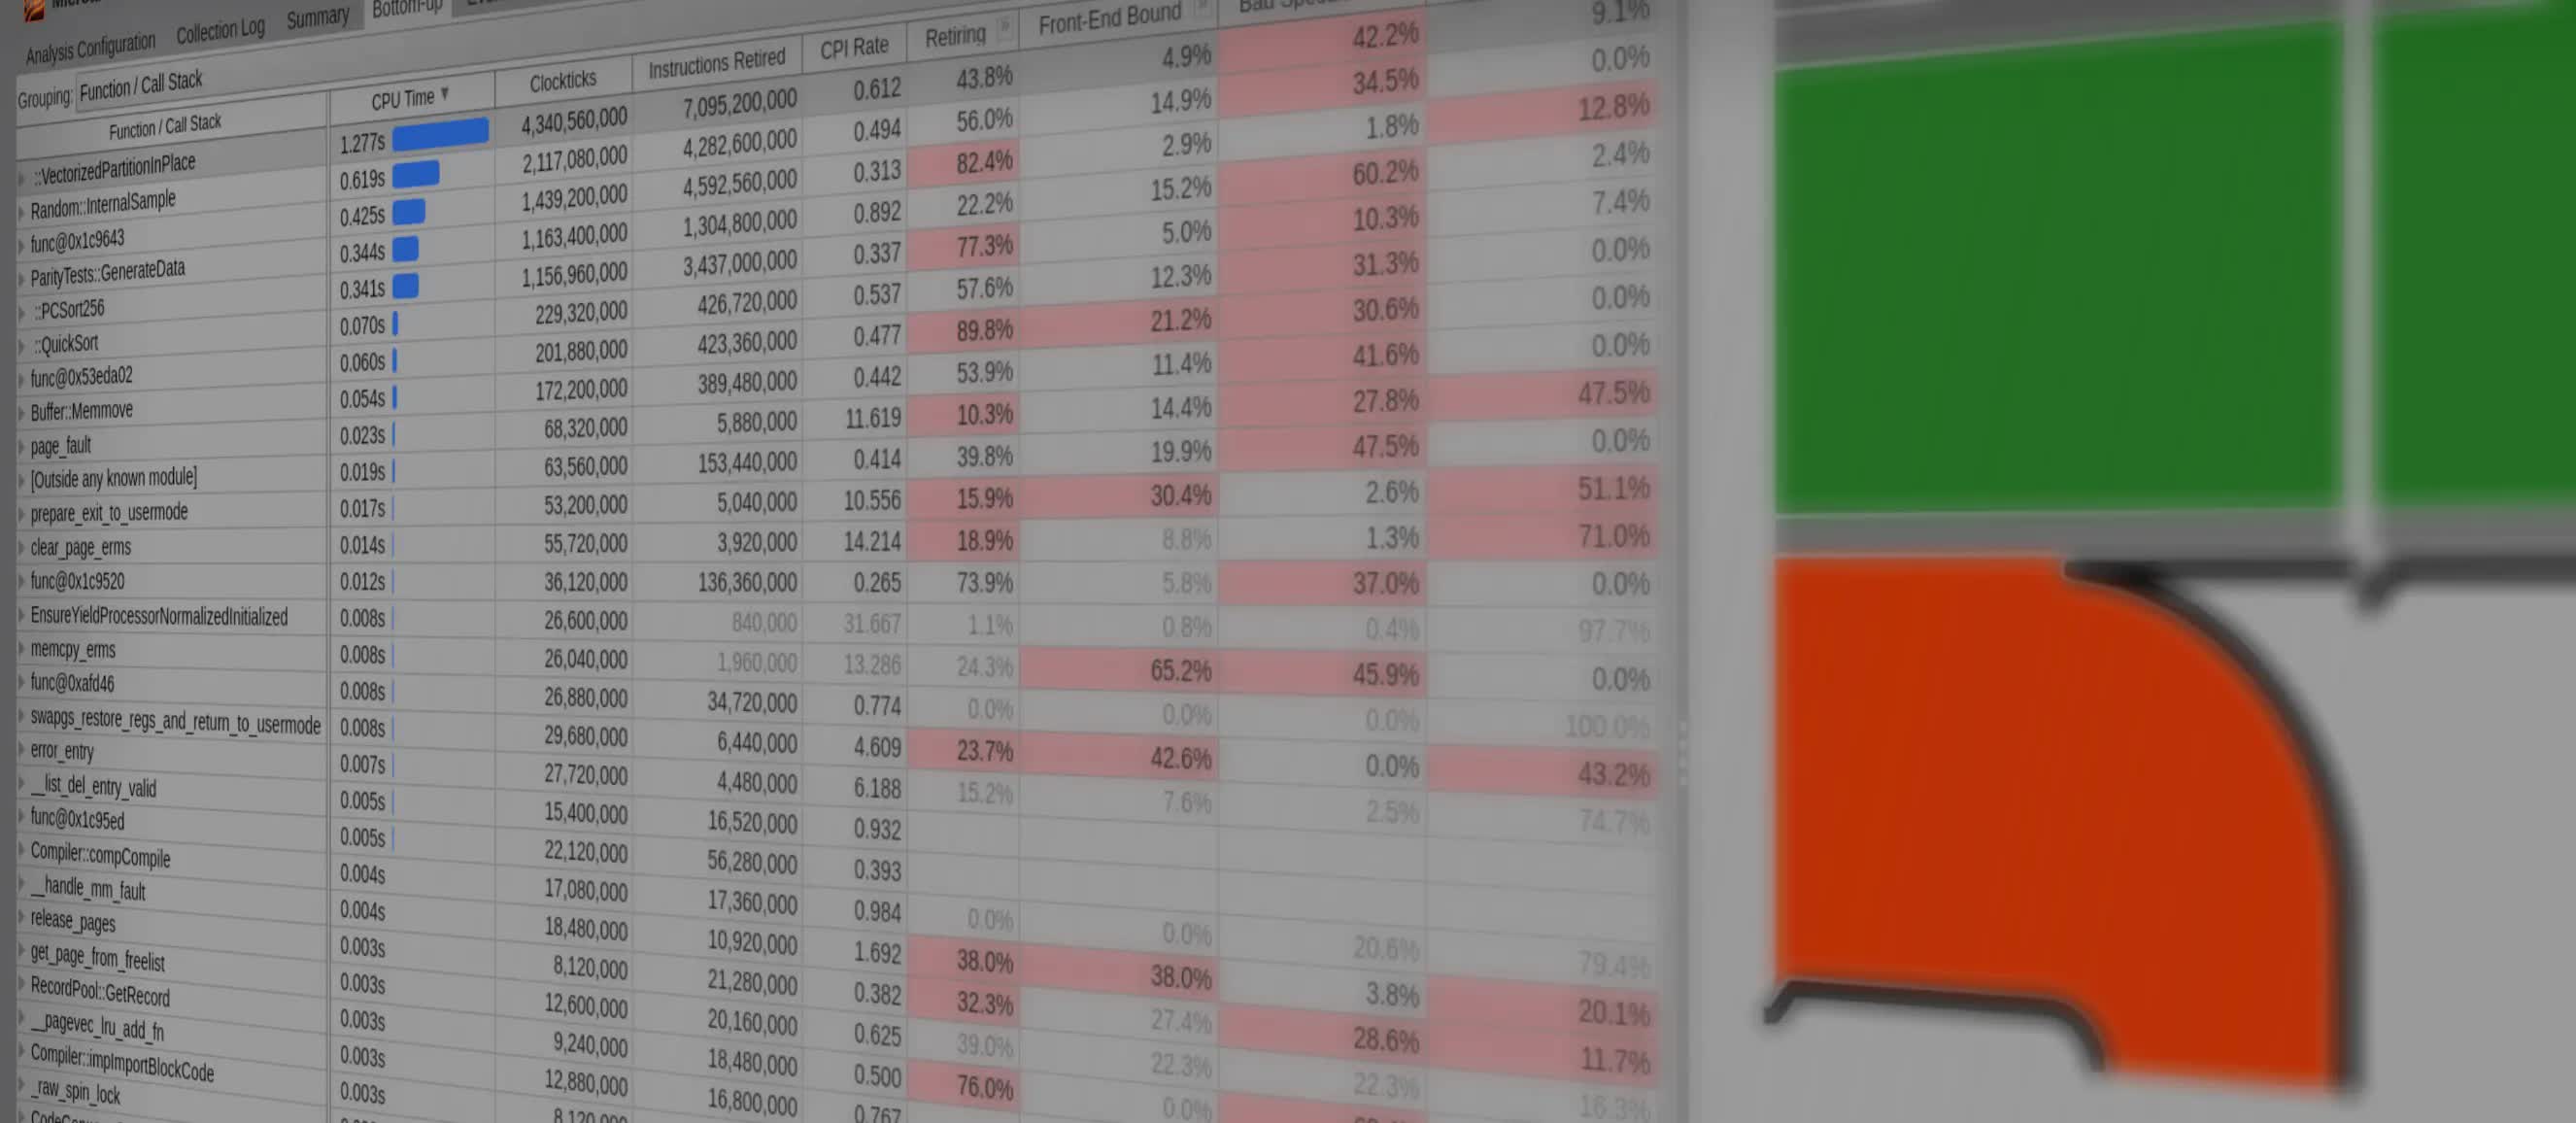 Analysis Configuration Collection Log Summary Bottom-up
Grouping: Function / Call Stack
Function / Call Stack CPU Time Clockticks Instructions Retired CPI Rate Retiring Front-End Bound Bad
::VectorizedPartitionInPlace 1.277s 4,340,560,000 7,095,200,000 0.612 43.8% 4.9% 42.2% 9.1%
Random::InternalSample 0.619s 2,117,080,000 4,282,600,000 0.494 56.0% 14.9% 34.5% 0.0%
func@0x1c9643 0.425s 1,439,200,000 4,592,560,000 0.313 82.4% 2.9% 1.8% 12.8%
ParityTests::GenerateData 0.344s 1,163,400,000 1,304,800,000 0.892 22.2% 15.2% 60.2% 2.4%
::PCSort256 0.341s 1,156,960,000 3,437,000,000 0.337 77.3% 5.0% 10.3% 7.4%
::QuickSort 0.070s 229,320,000 426,720,000 0.537 57.6% 12.3% 31.3% 0.0%
func@0x53eda02 0.060s 201,880,000 423,360,000 0.477 89.8% 21.2% 30.6% 0.0%
Buffer::Memmove 0.054s 172,200,000 389,480,000 0.442 53.9% 11.4% 41.6% 0.0%
page_fault 0.023s 68,320,000 5,880,000 11.619 10.3% 14.4% 27.8% 47.5%
[Outside any known module] 0.019s 63,560,000 153,440,000 0.414 39.8% 19.9% 47.5% 0.0%
prepare_exit_to_usermode 0.017s 53,200,000 5,040,000 10.556 15.9% 30.4% 2.6% 51.1%
clear_page_erms 0.014s 55,720,000 3,920,000 14.214 18.9% 8.8% 1.3% 71.0%
func@0x1c9520 0.012s 36,120,000 136,360,000 0.265 73.9% 5.8% 37.0% 0.0%
EnsureYieldProcessorNormalizedInitialized 0.008s 26,600,000 840,000 31.667 1.1% 0.8% 0.4% 97.7%
memcpy_erms 0.008s 26,040,000 1,960,000 13.286 24.3% 65.2% 45.9% 0.0%
func@0xafd46 0.008s 26,880,000 34,720,000 0.774 0.0% 0.0% 0.0% 100.0%
swapgs_restore_regs_and_return_to_usermode 0.008s 29,680,000 6,440,000 4.609 23.7% 42.6% 0.0% 43.2%
error_entry 0.007s 27,720,000 4,480,000 6.188 15.2% 7.6% 2.5% 74.7%
__list_del_entry_valid 0.005s 15,400,000 16,520,000 0.932
func@0x1c95ed 0.005s 22,120,000 56,280,000 0.393
Compiler::compCompile 0.004s 17,080,000 17,360,000 0.984 0.0% 0.0% 20.6% 79.4%
__handle_mm_fault 0.004s 18,480,000 10,920,000 1.692 38.0% 38.0% 3.8% 20.1%
release_pages 0.003s 8,120,000 21,280,000 0.382 32.3% 27.4% 28.6% 11.7%
get_page_from_freelist 0.003s 12,600,000 20,160,000 0.625 39.0% 22.3% 22.3% 16.3%
RecordPool::GetRecord 0.003s 9,240,000 18,480,000 0.500 76.0% 0.0%
__pagevec_lru_add_fn 0.003s 12,880,000 16,800,000 0.767
Compiler::impImportBlockCode 0.003s 8,120,000
_raw_spin_lock